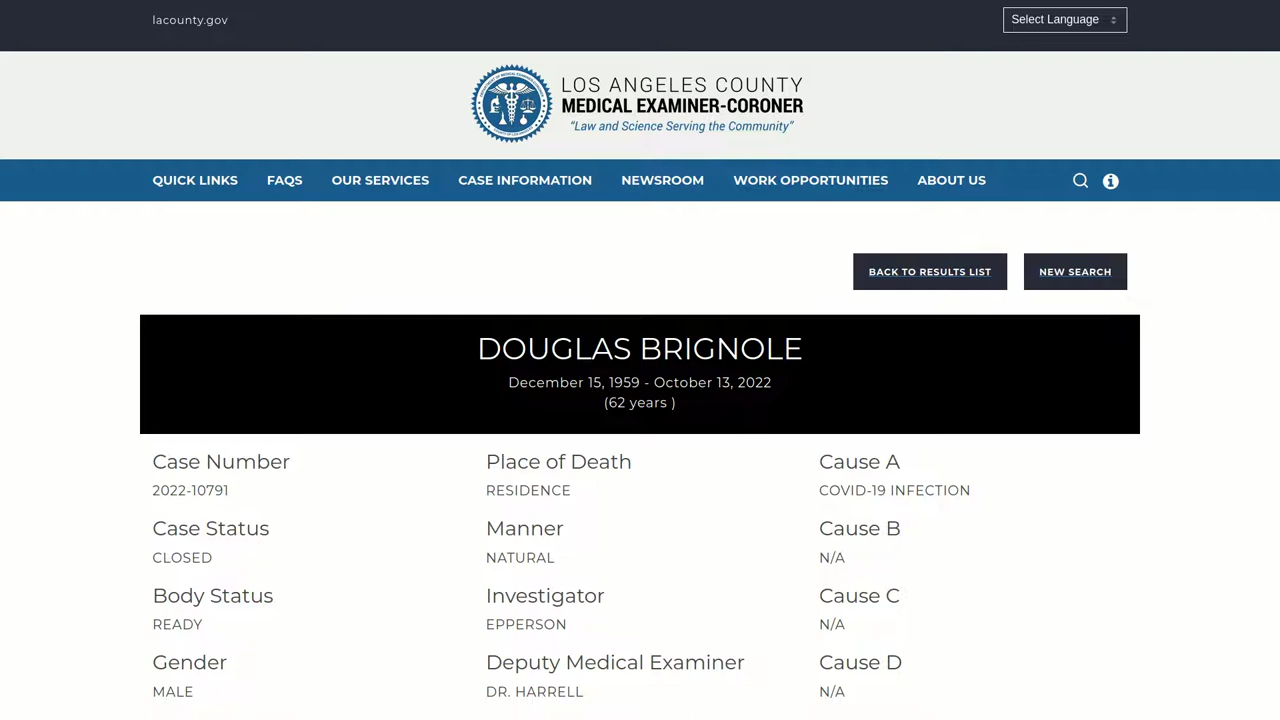 lacounty.gov
Select Language
LOS ANGELES COUNTY
MEDICAL EXAMINER-CORONER
"Law and Science Serving the Community"
QUICK LINKS FAQS OUR SERVICES CASE INFORMATION NEWSROOM WORK OPPORTUNITIES ABOUT US
BACK TO RESULTS LIST NEW SEARCH
DOUGLAS BRIGNOLE
December 15, 1959 - October 13, 2022
(62 years )
Case Number Place of Death Cause A
2022-10791 RESIDENCE COVID-19 INFECTION
Case Status Manner Cause B
CLOSED NATURAL N/A
Body Status Investigator Cause C
READY EPPERSON N/A
Gender Deputy Medical Examiner Cause D
MALE DR. HARRELL N/A